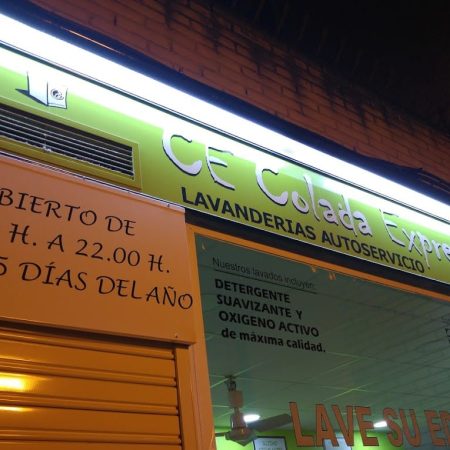 CE Colada Expre
LAVANDERIAS AUTOSERVICIO
BIERTO DE
H. A 22.00 H.
5 DÍAS DEL AÑO
Nuestros lavados incluyen:
DETERGENTE
SUAVIZANTE Y
OXIGENO ACTIVO
de máxima calidad.
LAVE SU E